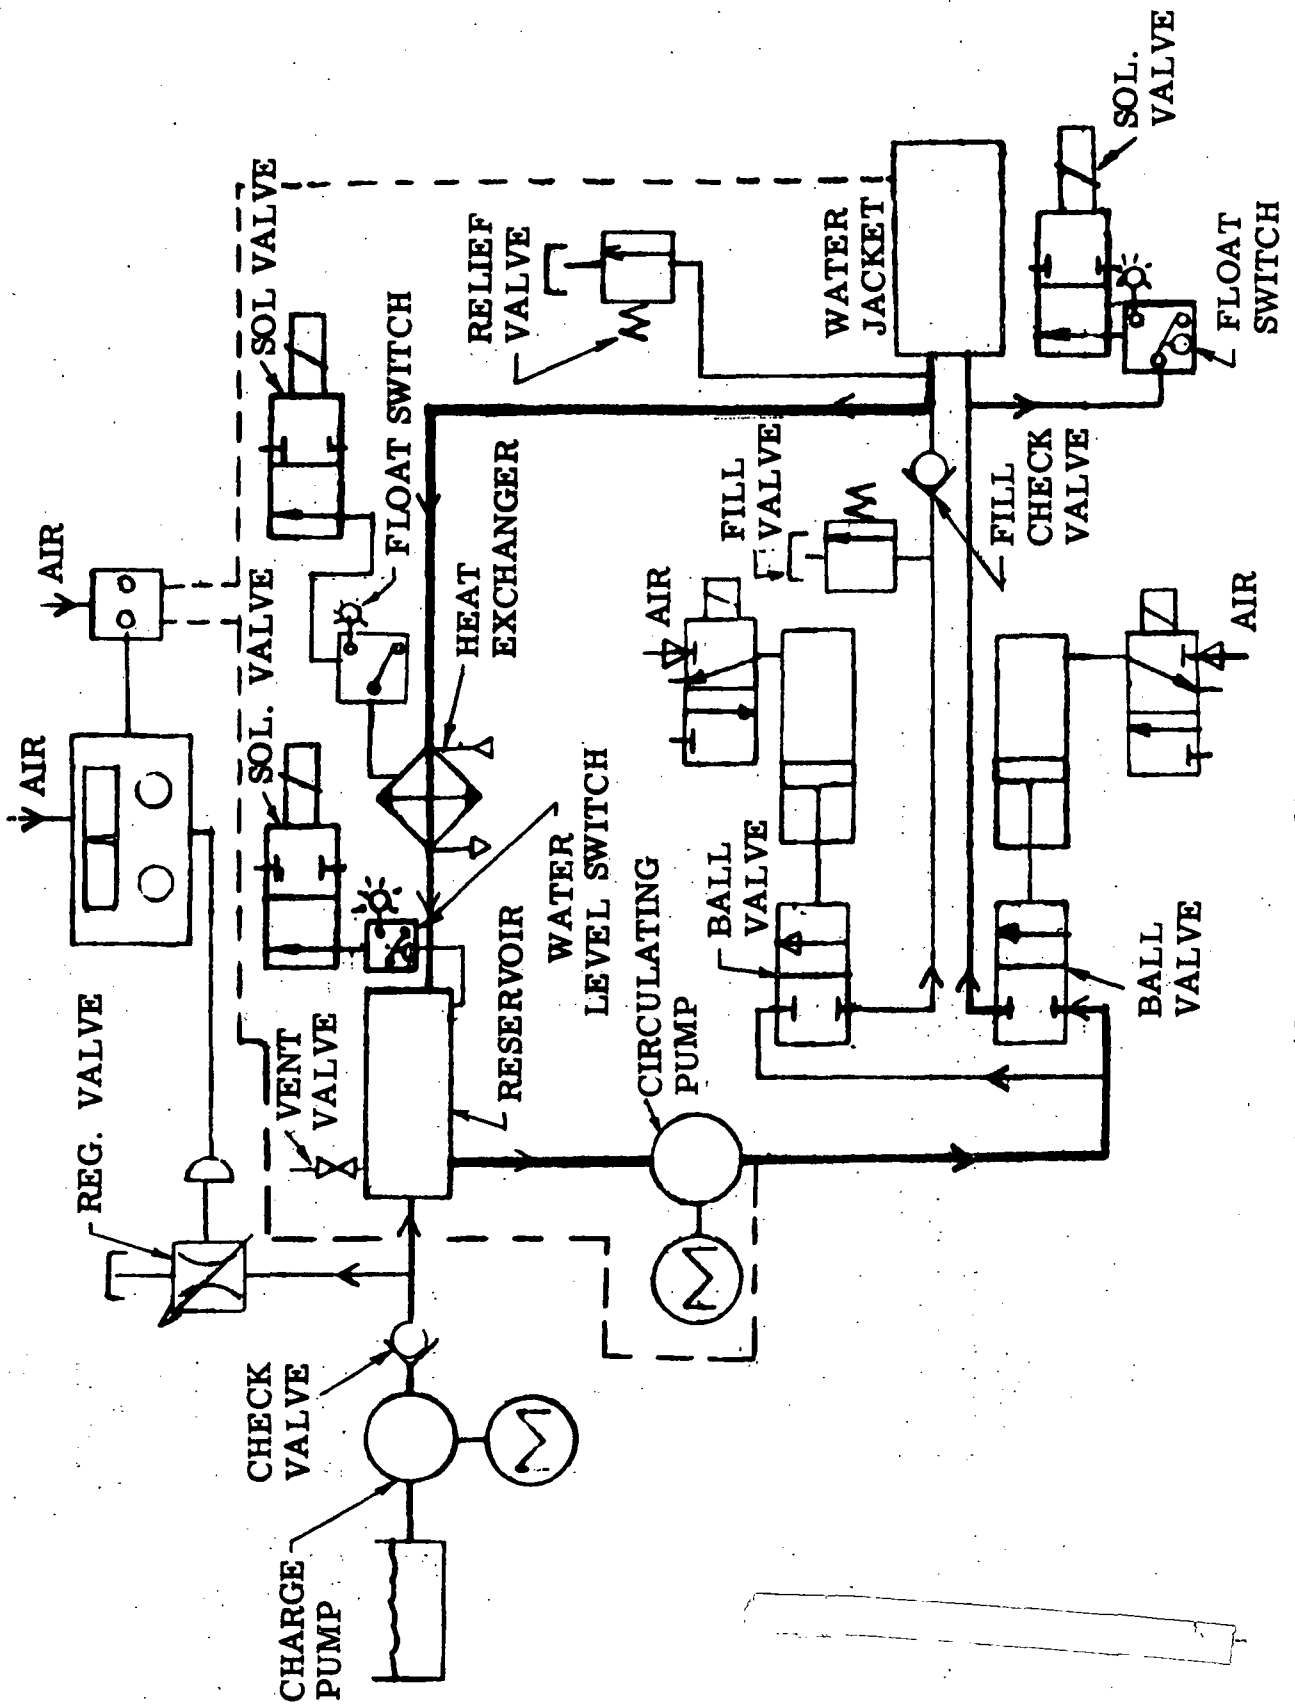 CHARGE
PUMP
CHECK
VALVE
REG. VALVE
VENT
VALVE
RESERVOIR
WATER
LEVEL SWITCH
CIRCULATING
PUMP
AIR
SOL. VALVE
HEAT
EXCHANGER
FLOAT SWITCH
AIR
SOL VALVE
RELIEF
VALVE
BALL
VALVE
AIR
FILL
VALVE
FILL
CHECK
VALVE
WATER
JACKET
BALL
VALVE
AIR
FLOAT
SWITCH
SOL.
VALVE